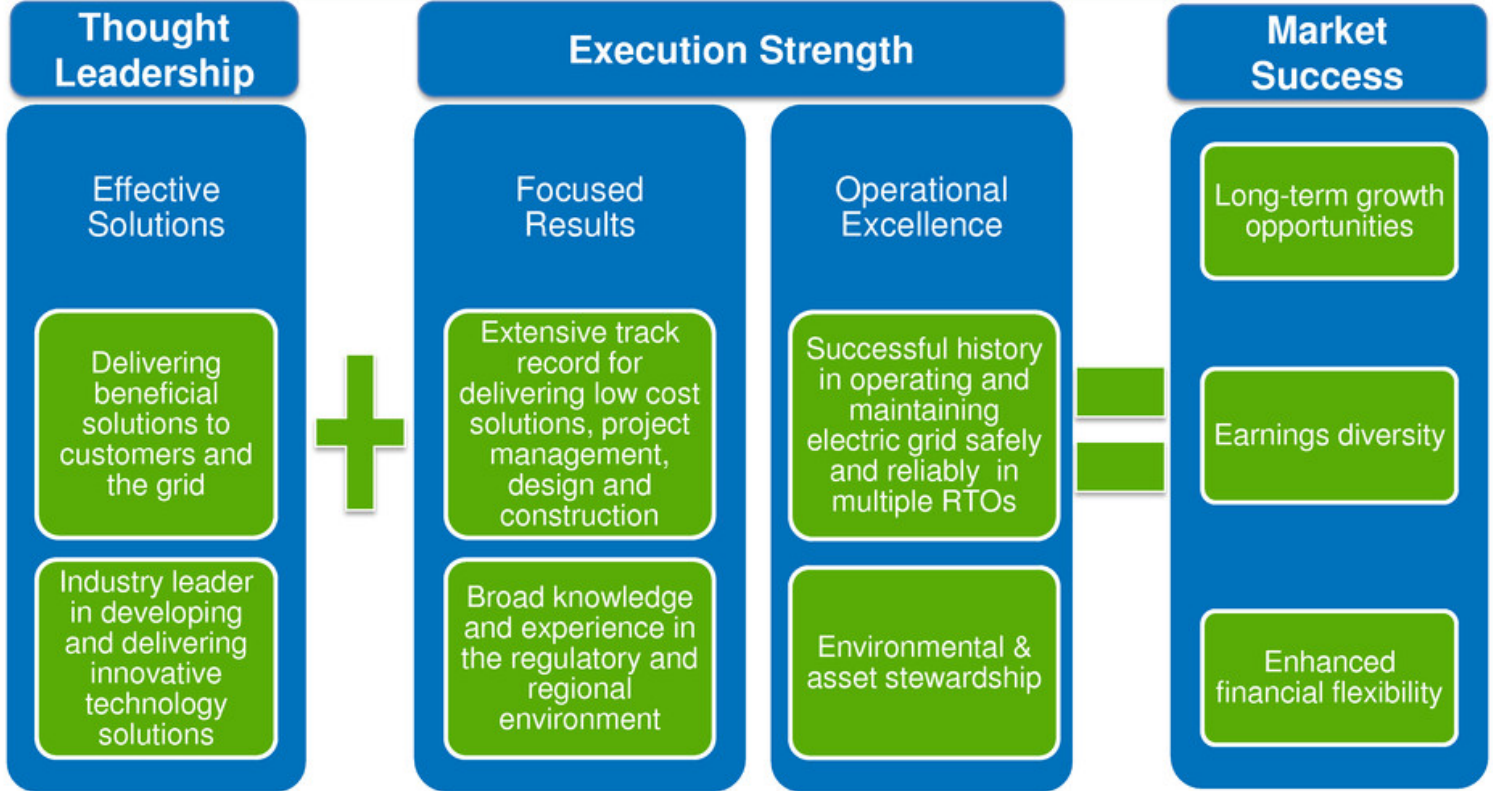 Thought
Leadership
Execution Strength
Market
Success
Effective
Solutions
Delivering
beneficial
solutions to
customers and
the grid
Industry leader
in developing
and delivering
innovative
technology
solutions
Focused
Results
Extensive track
record for
delivering low cost
solutions, project
management,
design and
construction
Broad knowledge
and experience in
the regulatory and
regional
environment
Operational
Excellence
Successful history
in operating and
maintaining
electric grid safely
and reliably in
multiple RTOs
Environmental &
asset stewardship
Long-term growth
opportunities
Earnings diversity
Enhanced
financial flexibility